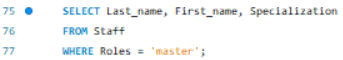 75 SELECT Last_name, First_name, Specialization
76 FROM Staff
77 WHERE Roles = 'master';